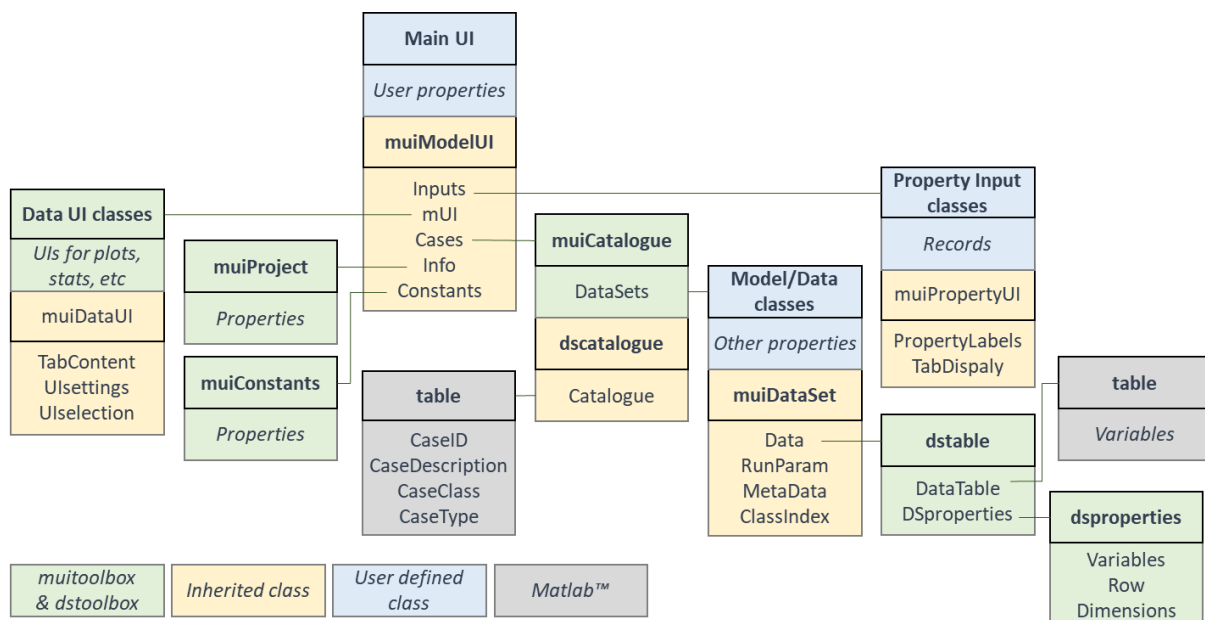 Main UI
User properties
muiModelUI
Inputs
mUI
Cases
Info
Constants
Data UI classes
UIs for plots,
stats, etc
muiDataUI
TabContent
UIsettings
UIselection
muiProject
Properties
muiConstants
Properties
table
CaseID
CaseDescription
CaseClass
CaseType
muiCatalogue
DataSets
dscatalogue
Catalogue
Model/Data
classes
Other properties
muiDataSet
Data
RunParam
MetaData
ClassIndex
Property Input
classes
Records
muiPropertyUI
PropertyLabels
TabDispaly
dstable
DataTable
DSproperties
table
Variables
dsproperties
Variables
Row
Dimensions
muitoolbox
& dstoolbox
Inherited class
User defined
class
Matlab™